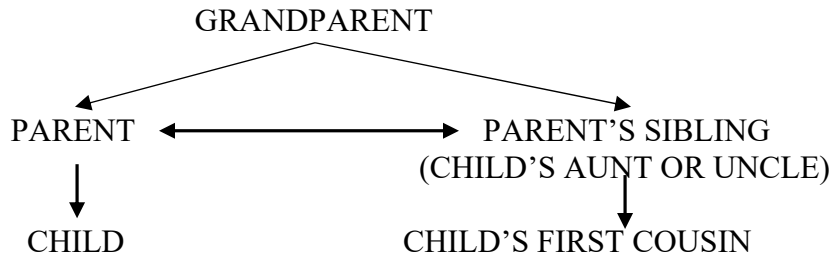 GRANDPARENT
PARENT PARENT’S SIBLING
(CHILD’S AUNT OR UNCLE)
CHILD CHILD’S FIRST COUSIN